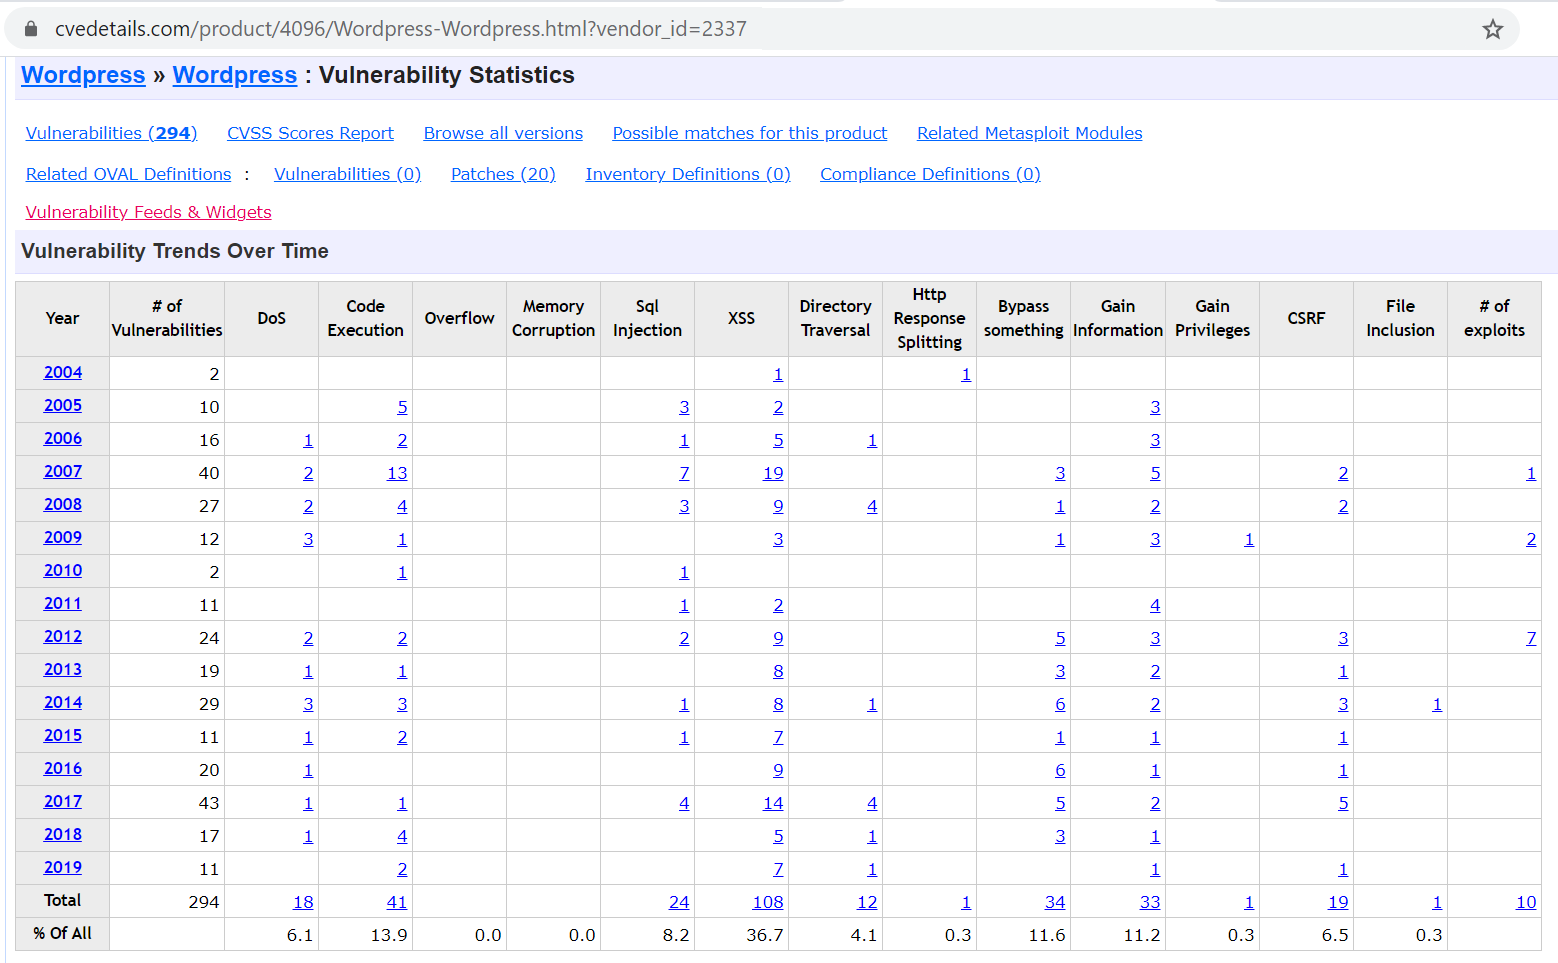 cvedetails.com/product/4096/Wordpress-Wordpress.html?vendor_id=2337
Wordpress » Wordpress : Vulnerability Statistics
Vulnerabilities (294) CVSS Scores Report Browse all versions Possible matches for this product Related Metasploit Modules
Related OVAL Definitions : Vulnerabilities (0) Patches (20) Inventory Definitions (0) Compliance Definitions (0)
Vulnerability Feeds & Widgets
Vulnerability Trends Over Time
Year # of Vulnerabilities DoS Code Execution Overflow Memory Corruption Sql Injection XSS Directory Traversal Http Response Splitting Bypass something Gain Information Gain Privileges CSRF File Inclusion # of exploits
2004 2 1 1
2005 10 5 3 2 3
2006 16 1 2 1 5 1 3
2007 40 2 13 7 19 3 5 2 1
2008 27 2 4 3 9 4 1 2 2
2009 12 3 1 3 1 3 1 2
2010 2 1 1
2011 11 1 2 4
2012 24 2 2 2 9 5 3 3 7
2013 19 1 1 8 3 2 1
2014 29 3 3 1 8 1 6 2 3 1
2015 11 1 2 1 7 1 1 1
2016 20 1 9 6 1 1
2017 43 1 1 4 14 4 5 2 5
2018 17 1 4 5 1 3 1
2019 11 2 7 1 1 1
Total 294 18 41 24 108 12 1 34 33 1 19 1 10
% Of All 6.1 13.9 0.0 0.0 8.2 36.7 4.1 0.3 11.6 11.2 0.3 6.5 0.3